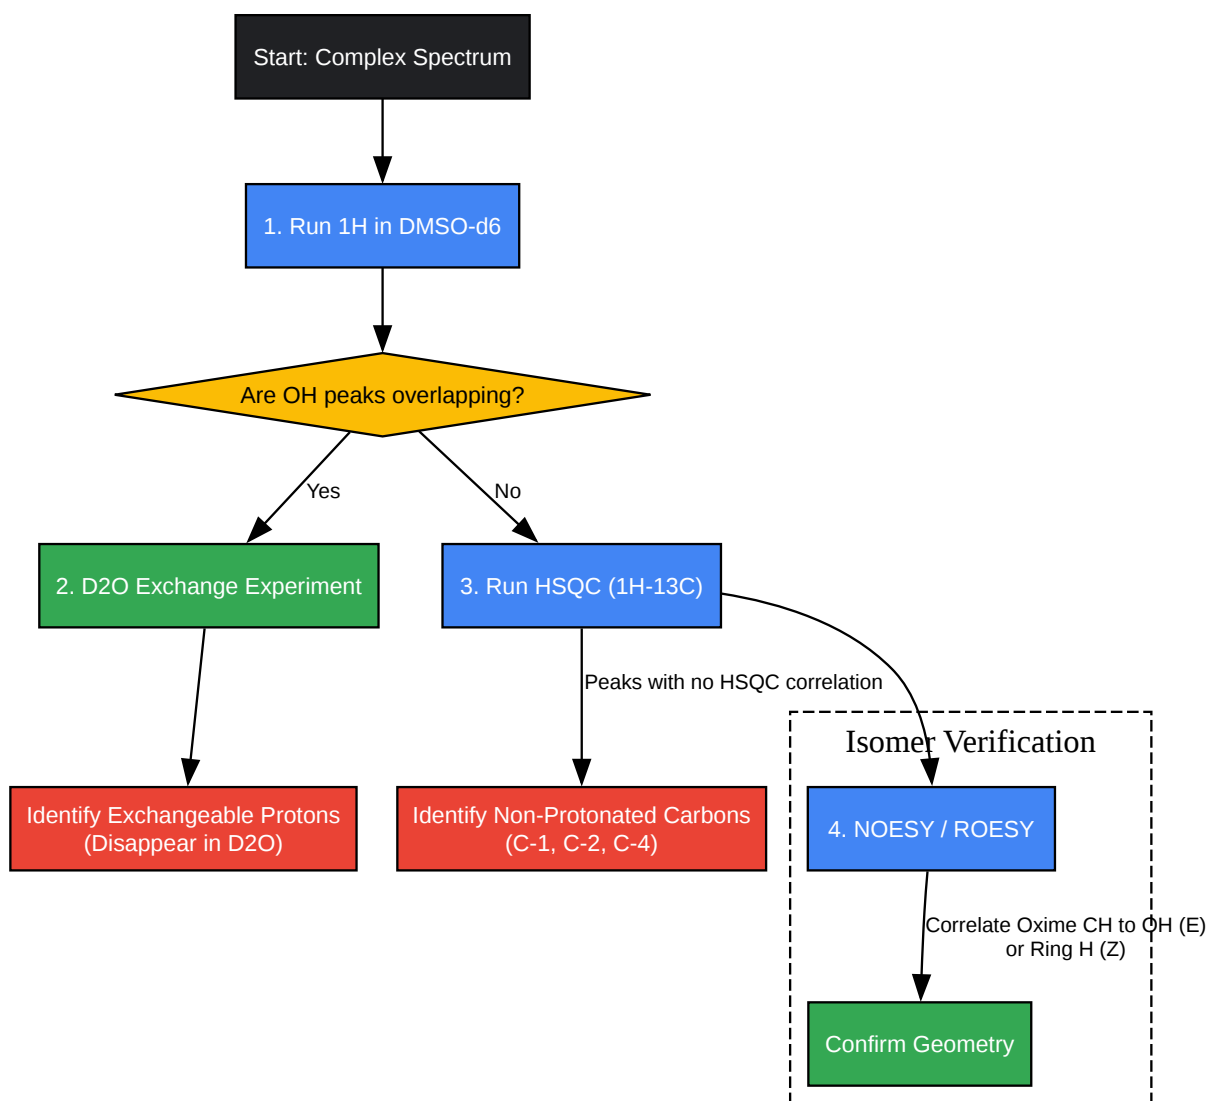 Start: Complex Spectrum
1. Run 1H in DMSO-d6
Are OH peaks overlapping?
Yes
No
2. D2O Exchange Experiment
3. Run HSQC (1H-13C)
Peaks with no HSQC correlation
Isomer Verification
Identify Exchangeable Protons
(Disappear in D2O)
Identify Non-Protonated Carbons
(C-1, C-2, C-4)
4. NOESY / ROESY
Correlate Oxime CH to OH (E)
or Ring H (Z)
Confirm Geometry